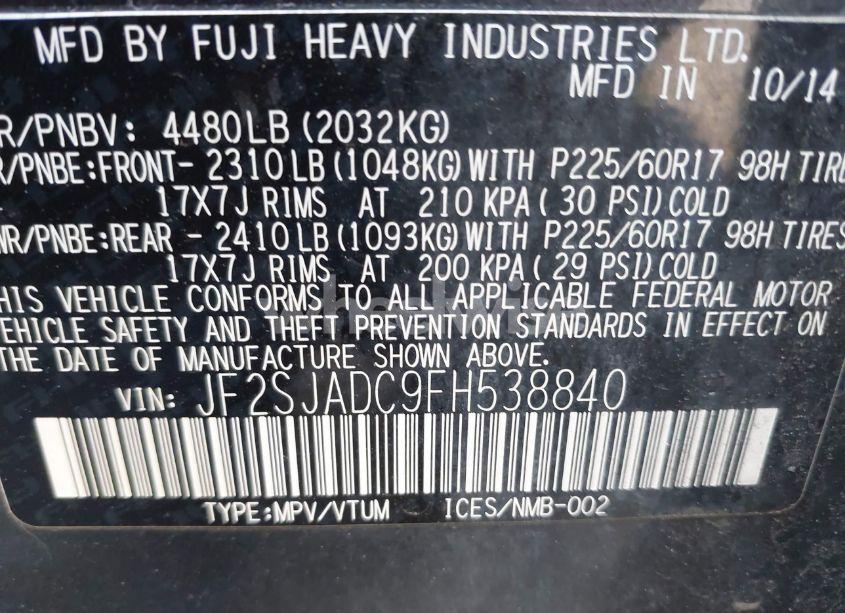 MFD BY FUJI HEAVY INDUSTRIES LTD.
MFD IN 10/14
R/PNBV: 4480LB (2032KG)
R/PNBE:FRONT- 2310LB (1048KG) WITH P225/60R17 98H TIRE
17X7J RIMS AT 210 KPA ( 30 PSI) COLD
WR/PNBE:REAR - 2410LB (1093KG) WITH P225/60R17 98H TIRES
17X7J RIMS AT 200 KPA ( 29 PSI) COLD
HIS VEHICLE CONFORMS TO ALL APPLICABLE FEDERAL MOTOR
EHICLE SAFETY AND THEFT PREVENTION STANDARDS IN EFFECT ON
THE DATE OF MANUFACTURE SHOWN ABOVE.
VIN: JF2SJADC9FH538840
TYPE:MPV/VTUM ICES/NMB-002